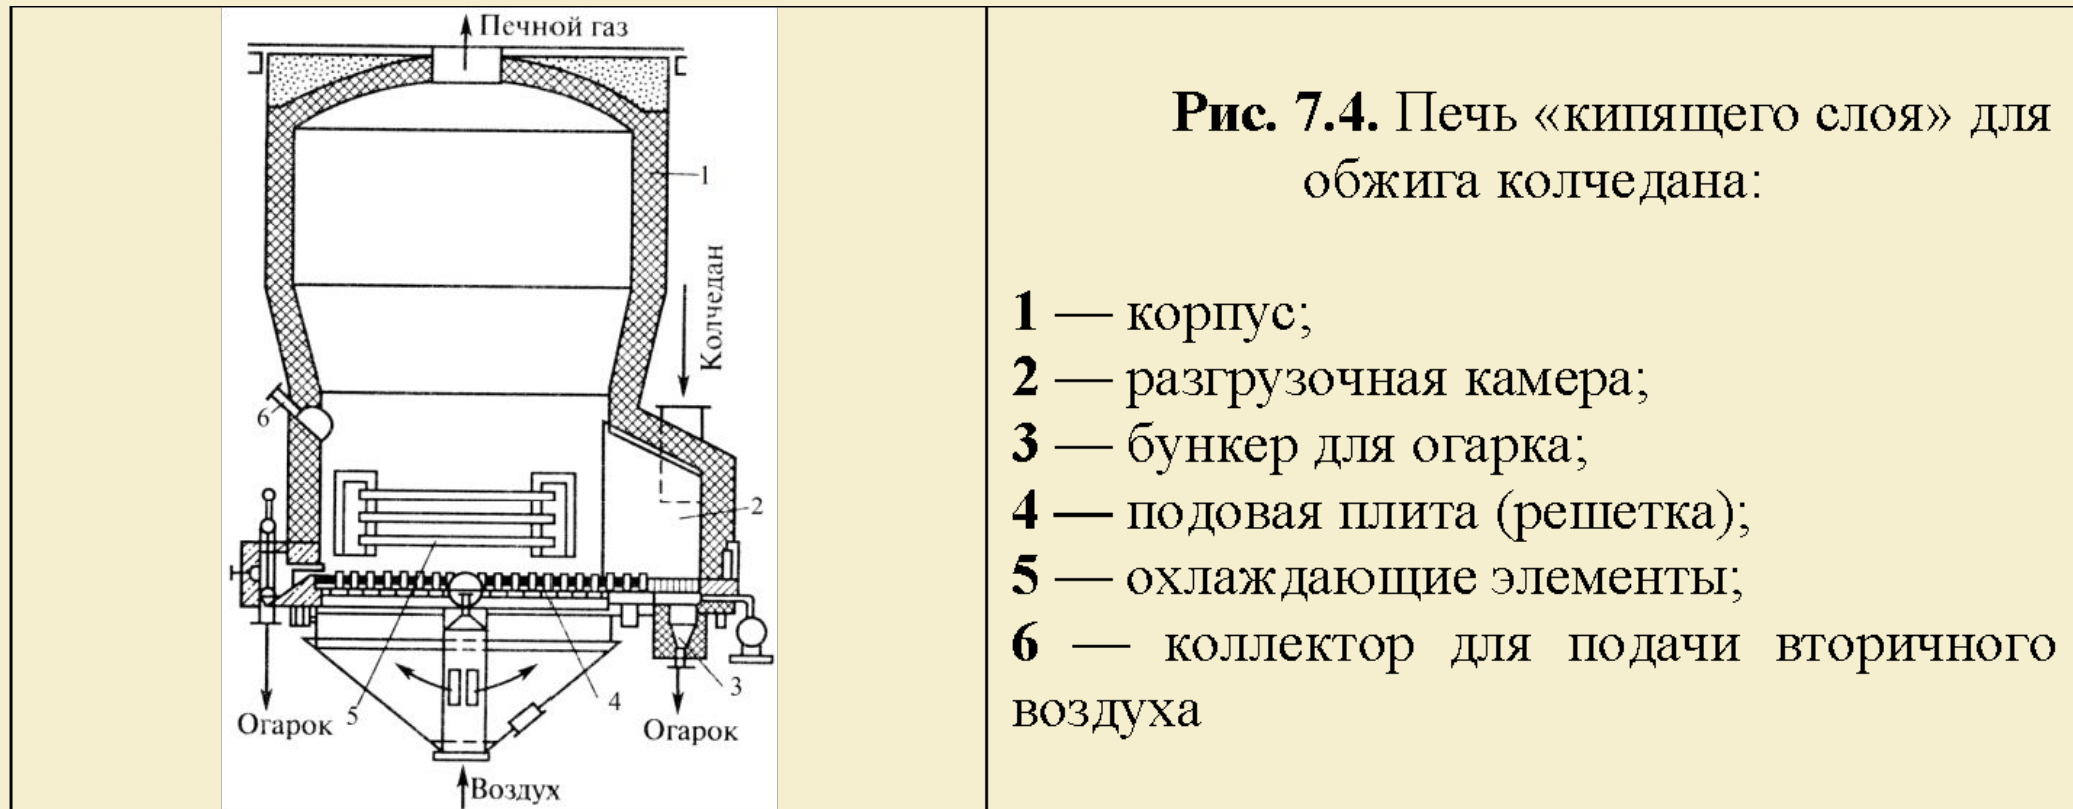 Печной газ
1
Колчедан
6
2
3
4
5
Огарок
Огарок
Воздух
Рис. 7.4. Печь «кипящего слоя» для
обжига колчедана:
1 — корпус;
2 — разгрузочная камера;
3 — бункер для огарка;
4 — подовая плита (решетка);
5 — охлаждающие элементы;
6 — коллектор для подачи вторичного
воздуха